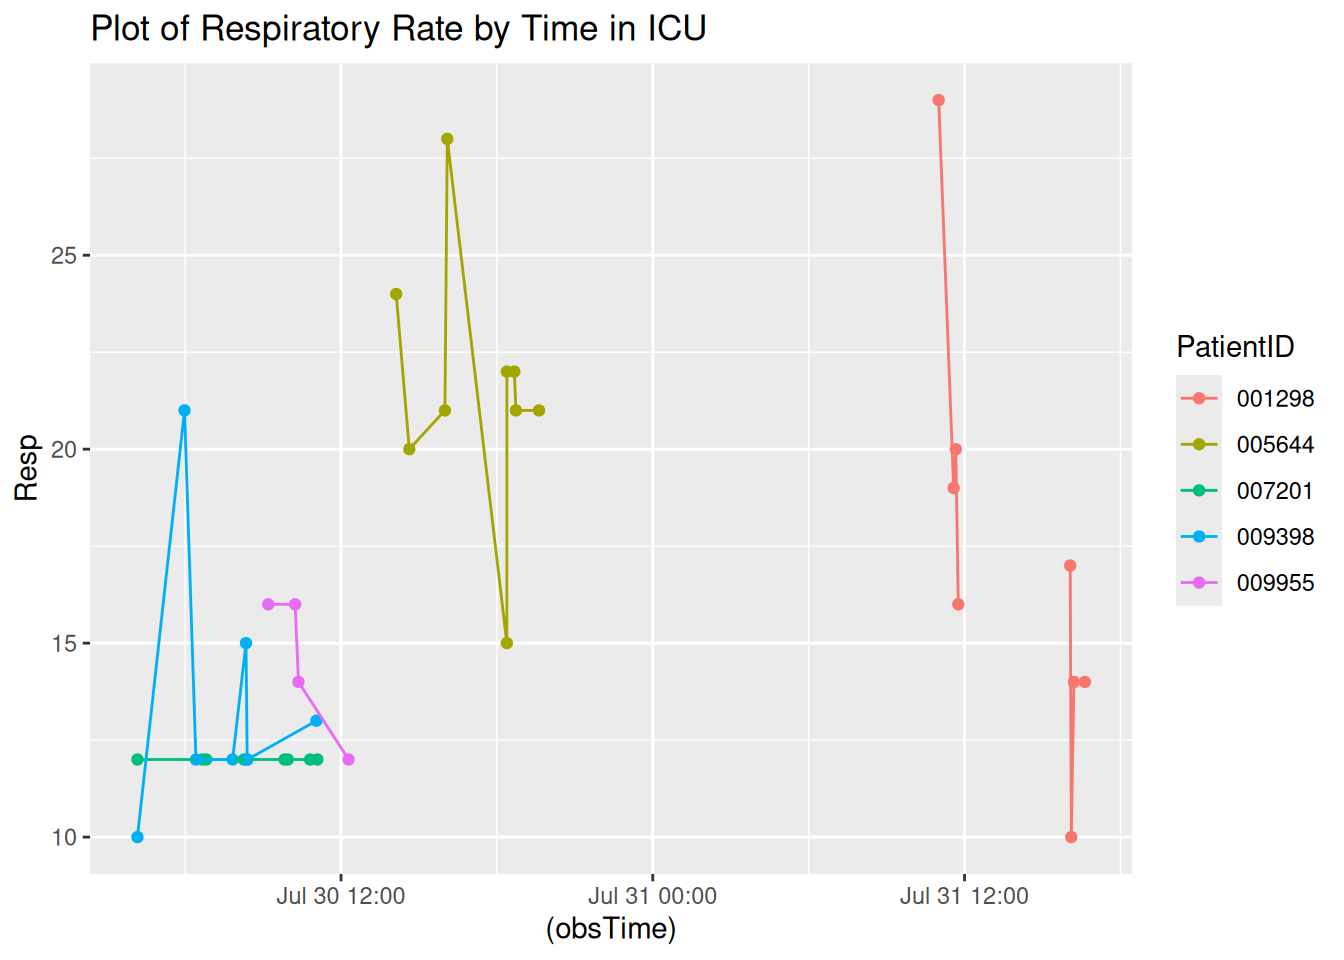 Plot of Respiratory Rate by Time in ICU
Resp
25
20
15
10
Jul 30 12:00
Jul 31 00:00
Jul 31 12:00
(obsTime)
PatientID
001298
005644
007201
009398
009955